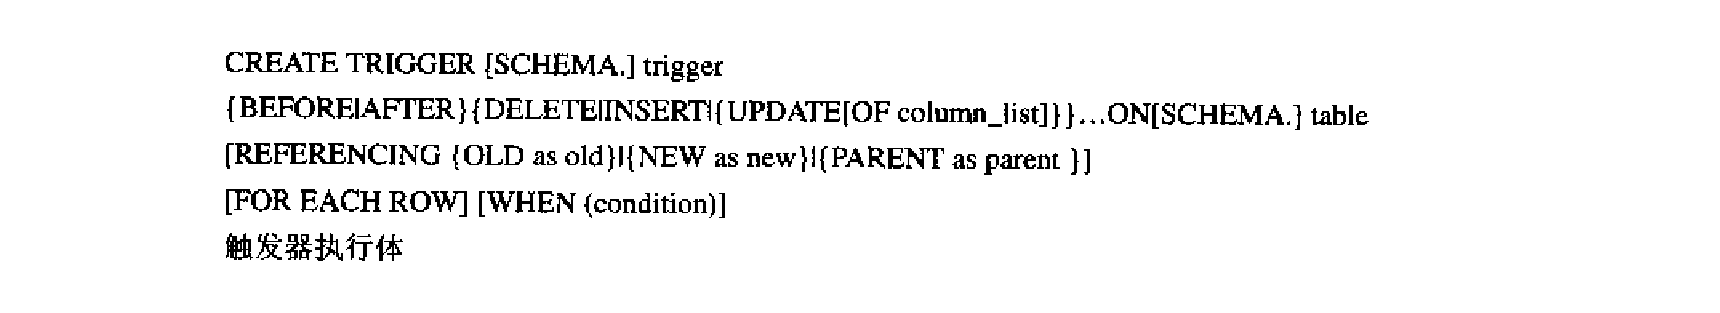 CREATE TRIGGER [SCHEMA.] trigger
{BEFORE|AFTER}{DELETE|INSERT|{UPDATE[OF column_list]}}…ON[SCHEMA.] table
[REFERENCING {OLD as old}|{NEW as new}|{PARENT as parent }]
[FOR EACH ROW] [WHEN (condition)]
触发器执行体